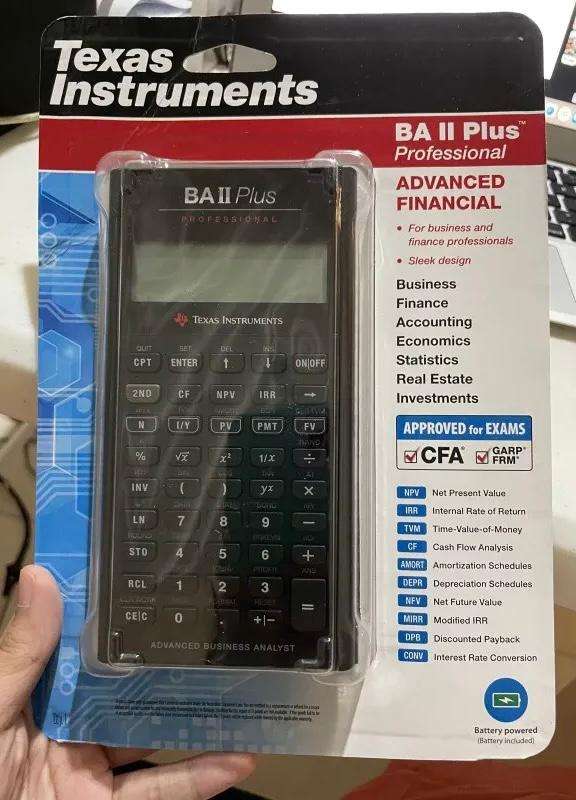 Texas
Instruments
BA II Plus™
Professional
ADVANCED
FINANCIAL
• For business and
finance professionals
• Sleek design
Business
Finance
Accounting
Economics
Statistics
Real Estate
Investments
APPROVED for EXAMS
CFA® GARP FRM®
NPV Net Present Value
IRR Internal Rate of Return
TVM Time-Value-of-Money
CF Cash Flow Analysis
AMORT Amortization Schedules
DEPR Depreciation Schedules
NFV Net Future Value
MIRR Modified IRR
DPB Discounted Payback
CONV Interest Rate Conversion
Battery powered
(Battery included)
BA II Plus
PROFESSIONAL
TEXAS INSTRUMENTS
QUIT SET DEL INS
CPT ENTER ↑ ↓ ON|OFF
2ND CF NPV IRR →
N I/Y PV PMT FV
% √x x² 1/x ÷
INV ( ) yx ×
LN 7 8 9 −
STO 4 5 6 +
RCL 1 2 3
CE|C 0 . +|− =
ADVANCED BUSINESS ANALYST